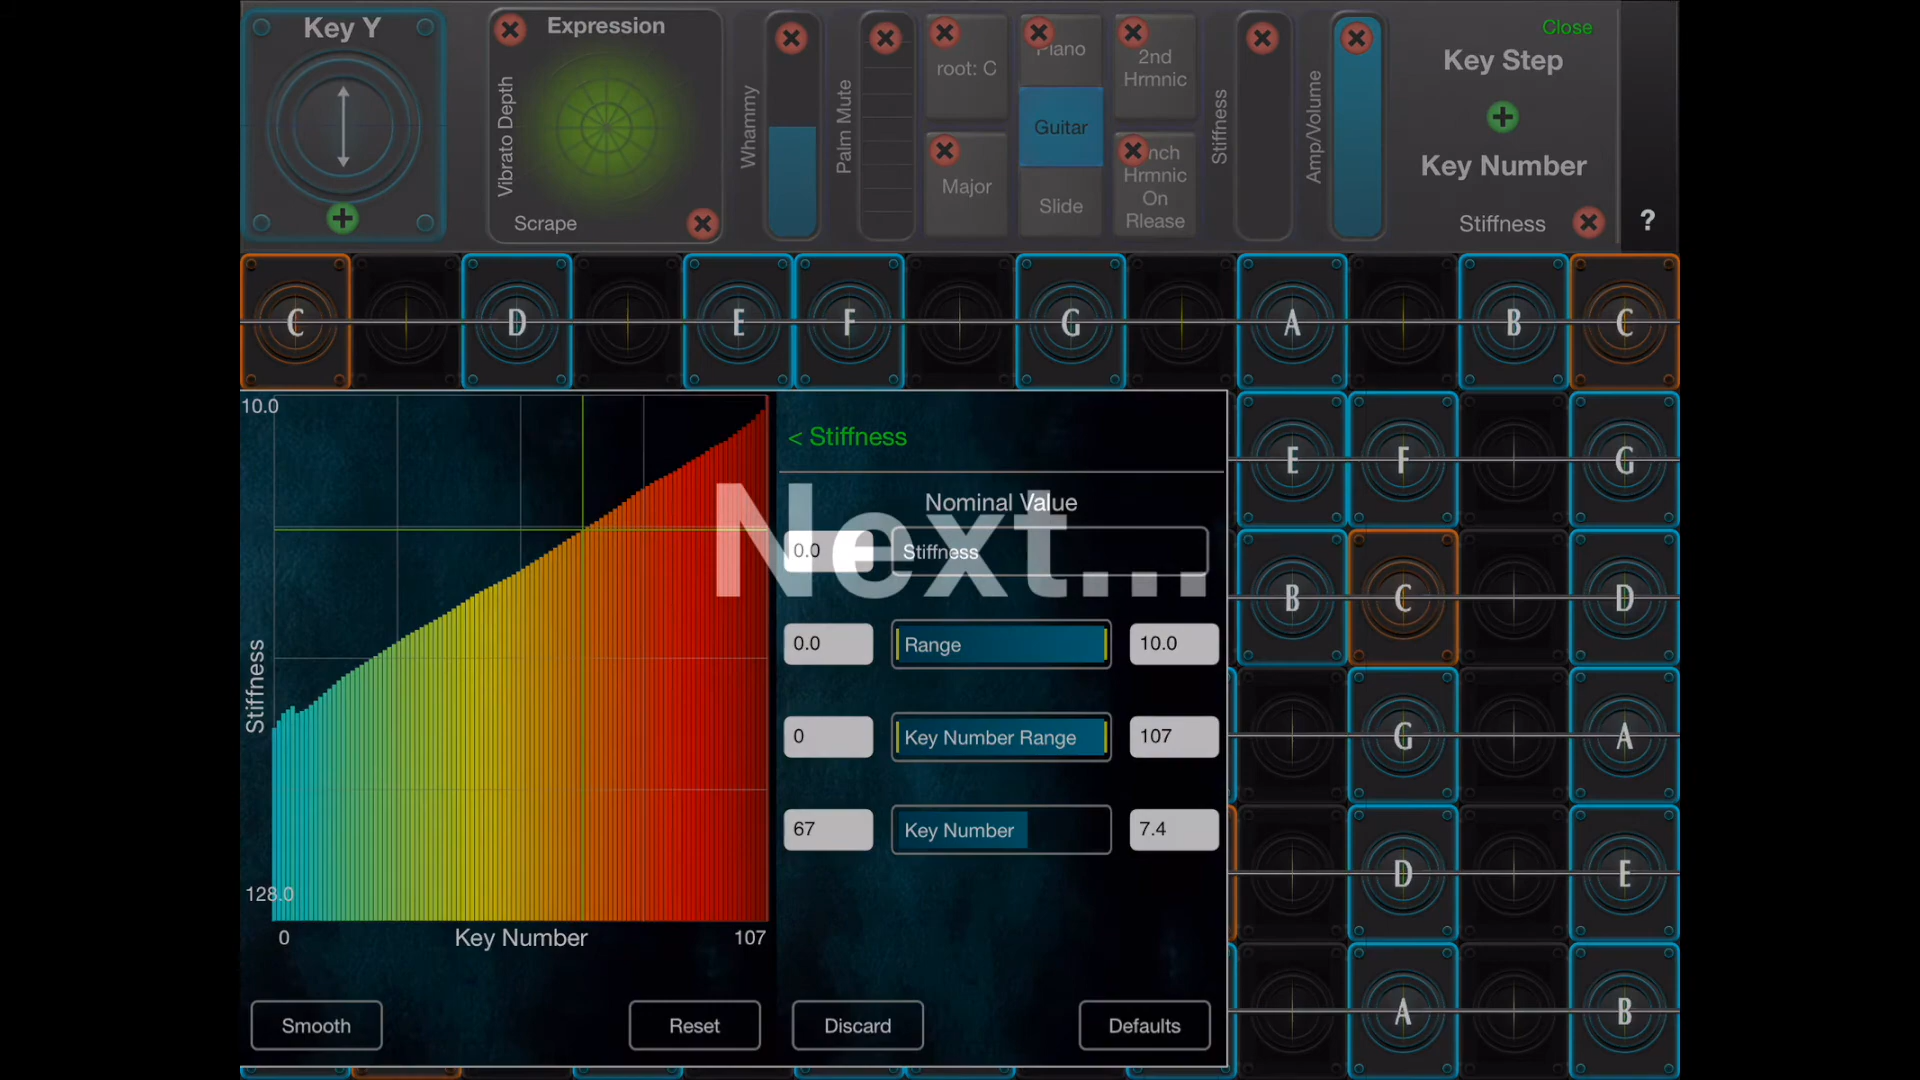 Key Y
Expression
Vibrato Depth
Scrape
Whammy
Palm Mute
root: C
Major
Piano
Guitar
Slide
2nd
Hrmnic
nch
Hrmnic
On
Rlease
Stiffness
Amp/Volume
Close
Key Step
Key Number
Stiffness
?
C D E F G A B C
10.0
Stiffness
128.0
0 Key Number 107
Smooth Reset
< Stiffness
Nominal Value
0.0 Stiffness
Next...
0.0 Range 10.0
0 Key Number Range 107
67 Key Number 7.4
Discard Defaults
E F G
B C D
G A
D E
A B